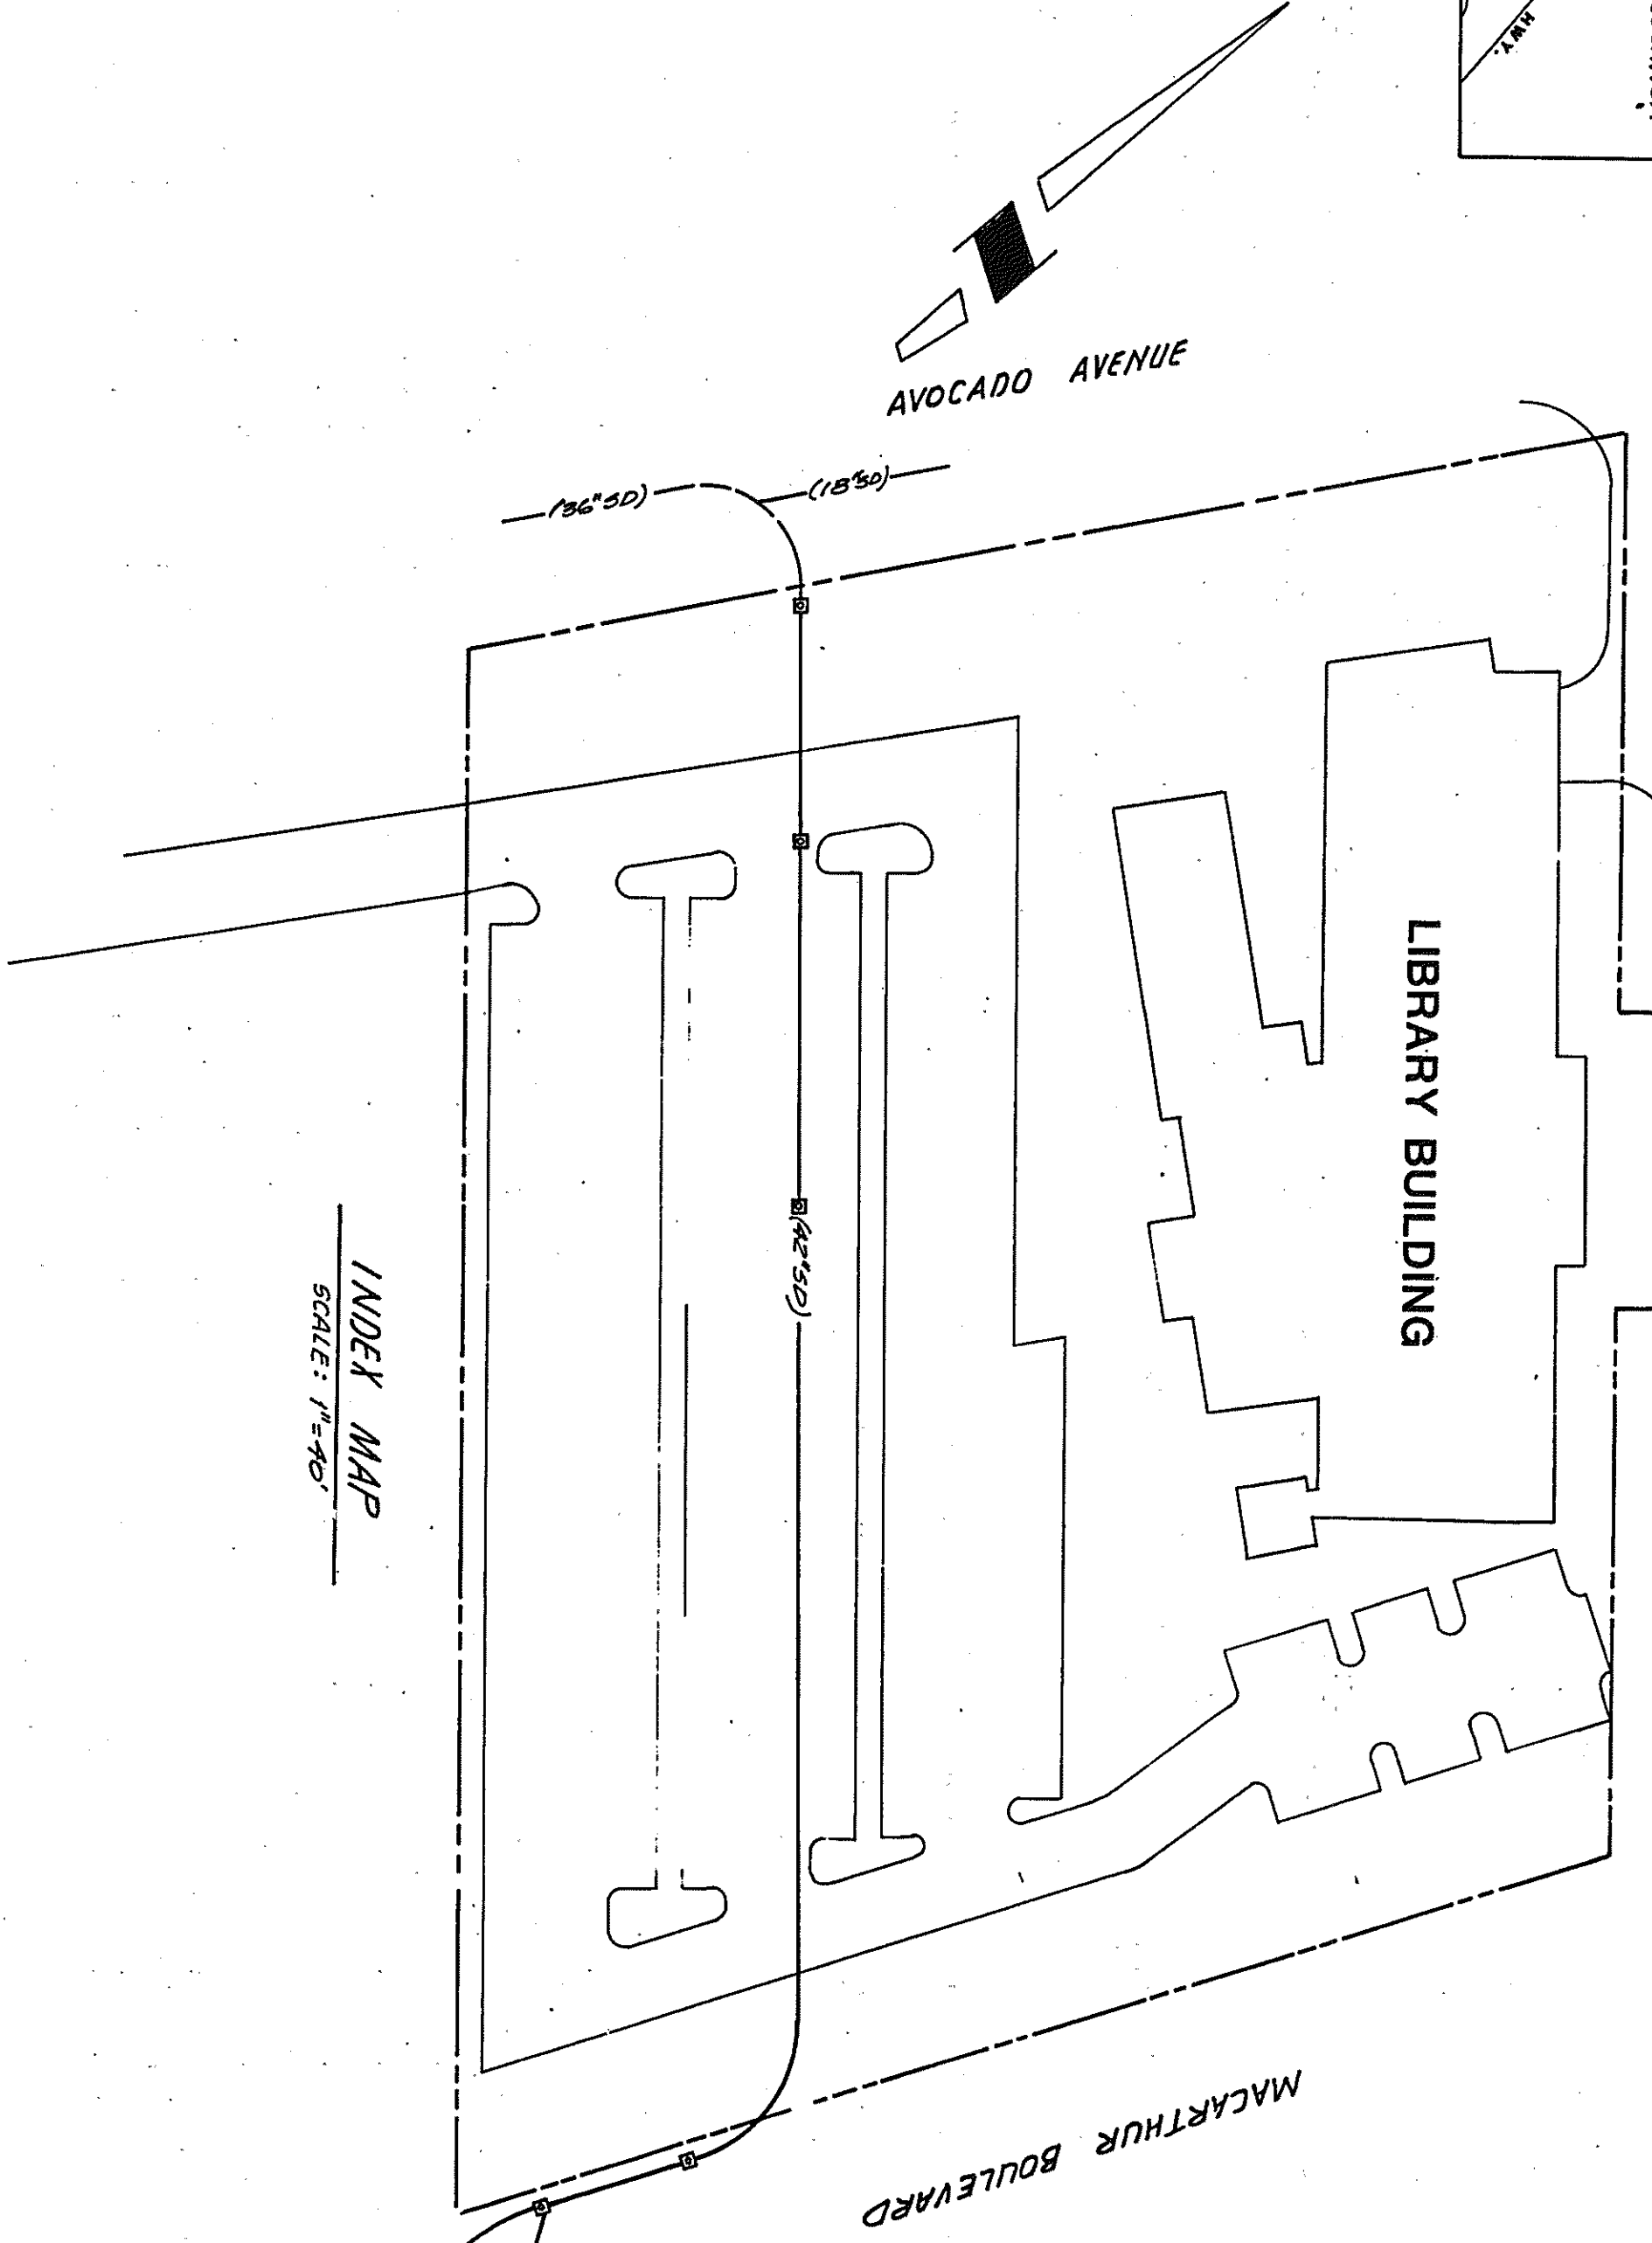 HWY.
AVOCADO AVENUE
(36"SD)
(18"SD)
LIBRARY BUILDING
(42"SD)
INDEX MAP
SCALE: 1"=40'
MACARTHUR BOULEVARD